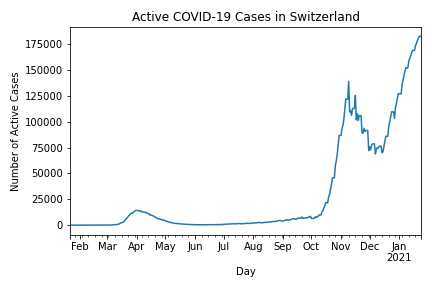 Active COVID-19 Cases in Switzerland
Number of Active Cases
175000
150000
125000
100000
75000
50000
25000
0
Feb Mar Apr May Jun Jul Aug Sep Oct Nov Dec Jan
2021
Day